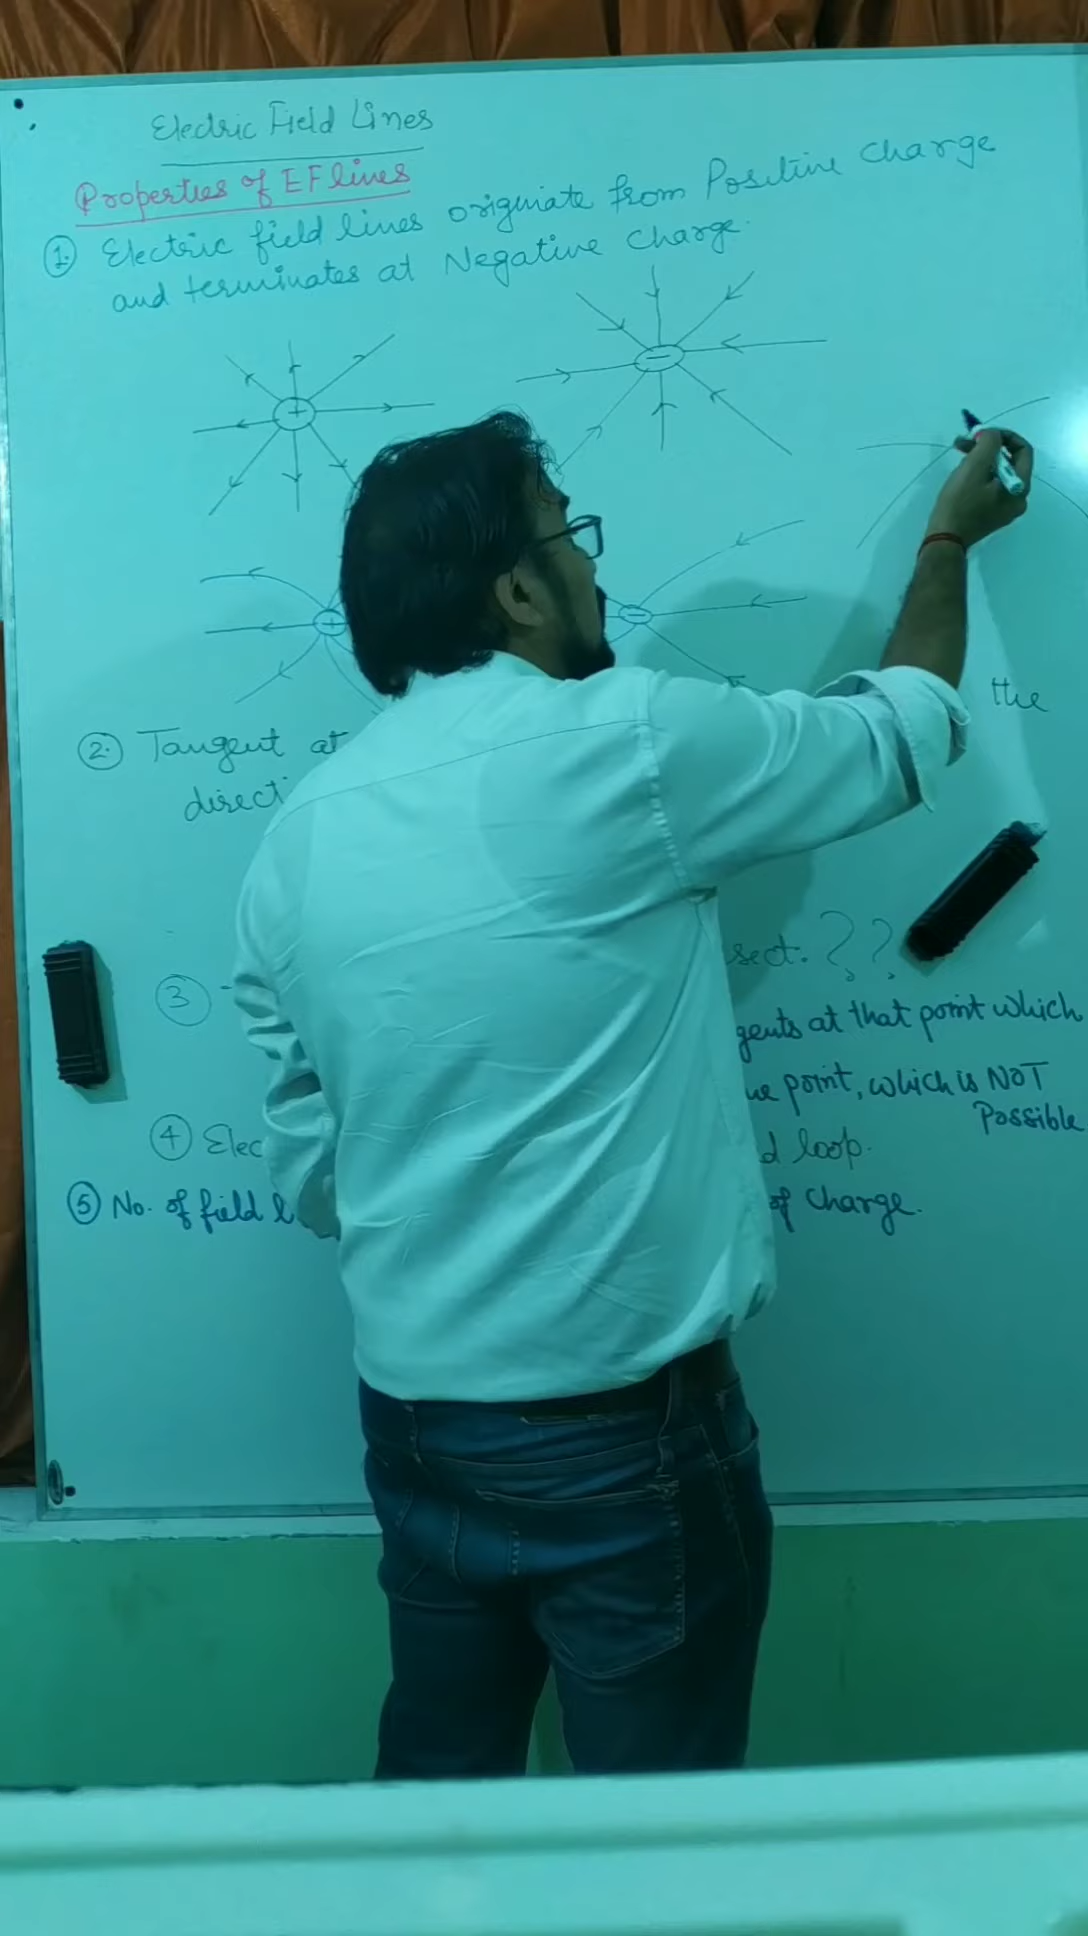 Electric Field Lines
Properties of EF lines
1. Electric field lines originate from Positive charge
and terminates at Negative charge.
+
−
+
−
2. Tangent at the
directi
3 sect. ??
gents at that point which
ue point, which is NOT
Possible
4 Elec d loop.
5 No. of field l of charge.